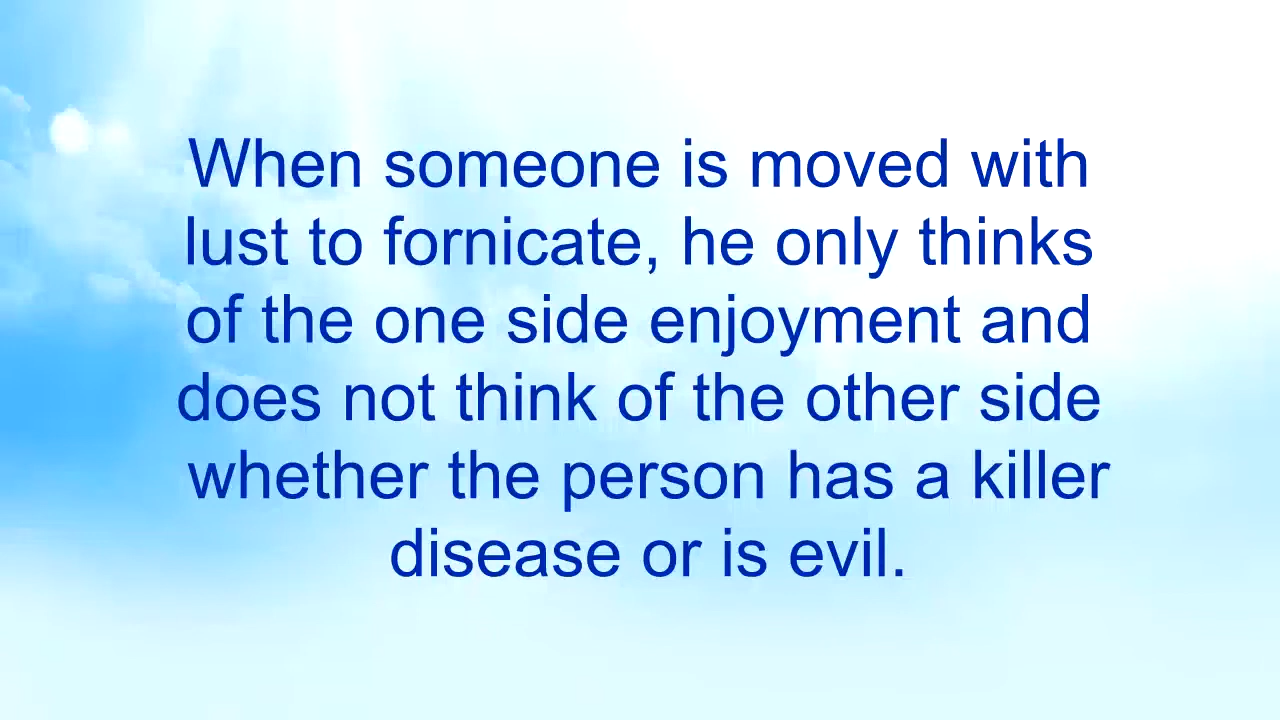 When someone is moved with
lust to fornicate, he only thinks
of the one side enjoyment and
does not think of the other side
whether the person has a killer
disease or is evil.